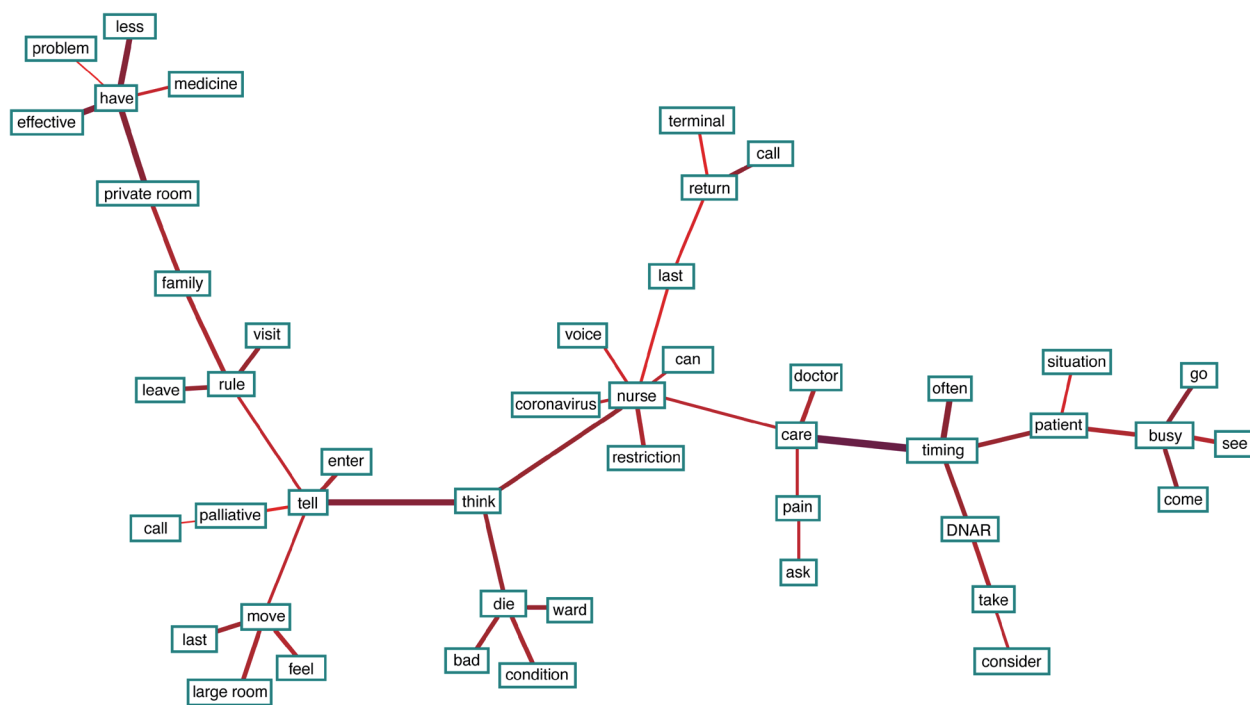 less
problem
medicine
have
effective
terminal
call
private room
return
last
family
voice
visit
can
situation
go
doctor
often
rule
leave
nurse
coronavirus
patient
busy
see
care
timing
restriction
enter
come
tell
think
palliative
call
pain
DNAR
ask
take
die
ward
move
last
bad
consider
feel
condition
large room